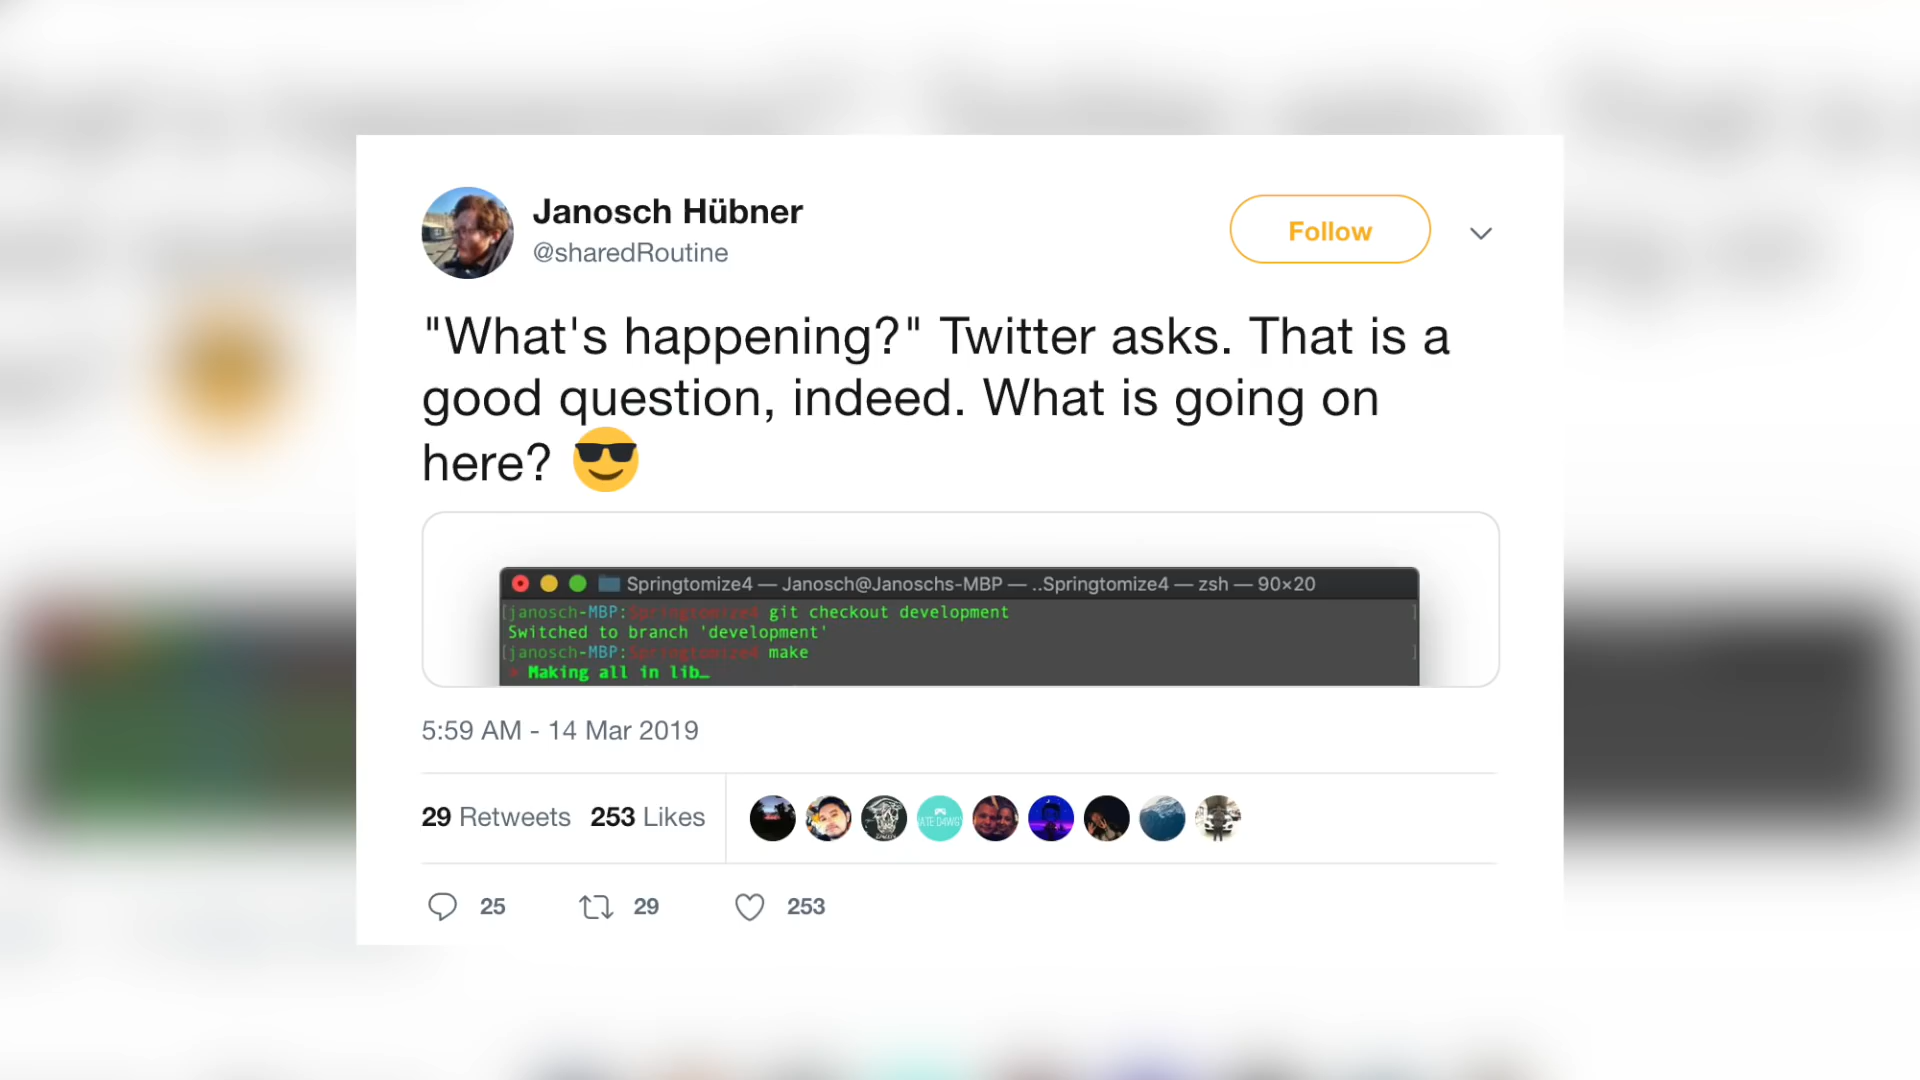 Janosch Hübner
@sharedRoutine
Follow
"What's happening?" Twitter asks. That is a
good question, indeed. What is going on
here? 😎
Springtomize4 — Janosch@Janoschs-MBP — ..Springtomize4 — zsh — 90×20
[janosch-MBP:Springtomize4 git checkout development ]
Switched to branch 'development'
[janosch-MBP:Springtomize4 make ]
Making all in lib…
5:59 AM - 14 Mar 2019
29 Retweets 253 Likes
25 29 253